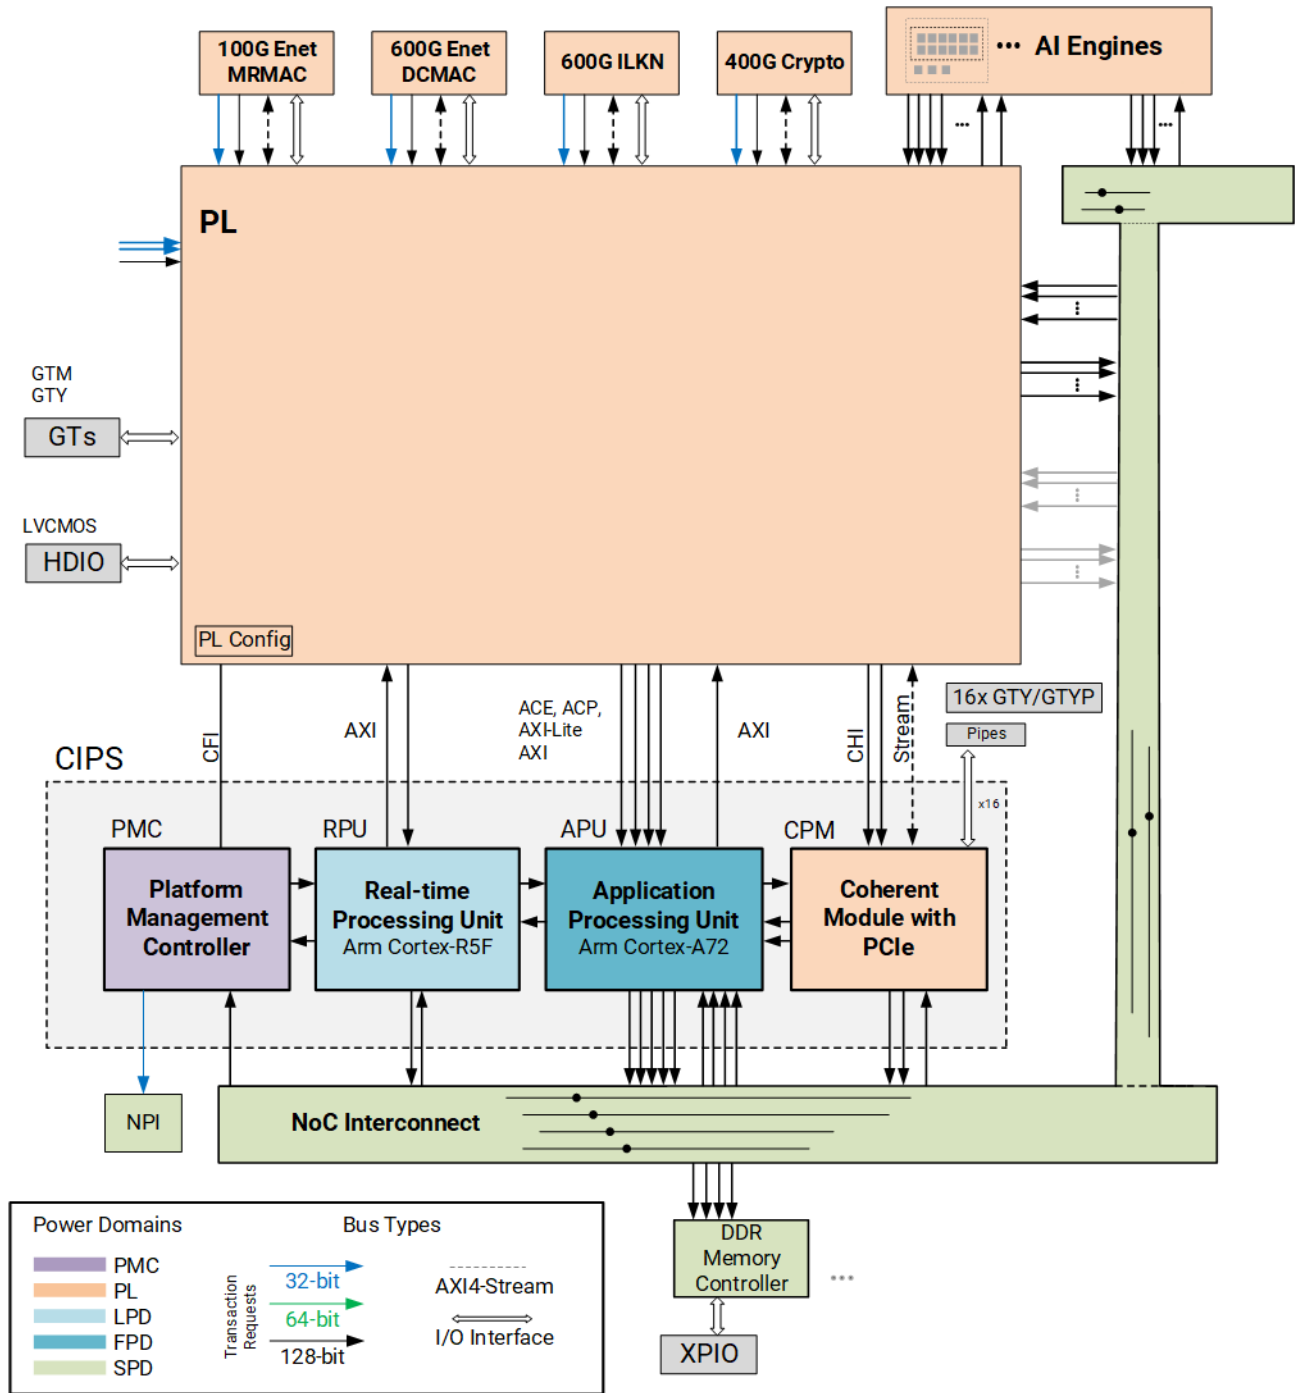 100G Enet
MRMAC
600G Enet
DCMAC
600G ILKN
400G Crypto
AI Engines
PL
GTM
GTY
GTs
LVCMOS
HDIO
PL Config
CFI
AXI
ACE, ACP,
AXI-Lite
AXI
AXI
CHI
Stream
16x GTY/GTYP
Pipes
x16
CIPS
PMC
RPU
APU
CPM
Platform
Management
Controller
Real-time
Processing Unit
Arm Cortex-R5F
Application
Processing Unit
Arm Cortex-A72
Coherent
Module with
PCIe
NPI
NoC Interconnect
DDR
Memory
Controller
XPIO
Power Domains
PMC
PL
LPD
FPD
SPD
Bus Types
Transaction
Requests
32-bit
64-bit
128-bit
AXI4-Stream
I/O Interface